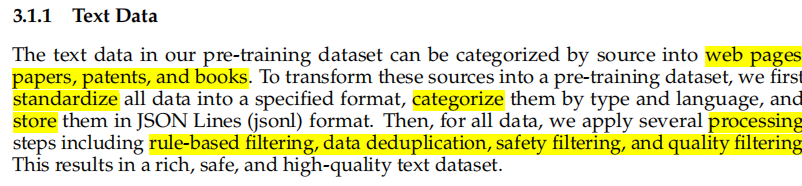 3.1.1 Text Data
The text data in our pre-training dataset can be categorized by source into web pages
papers, patents, and books. To transform these sources into a pre-training dataset, we first
standardize all data into a specified format, categorize them by type and language, and
store them in JSON Lines (jsonl) format. Then, for all data, we apply several processing
steps including rule-based filtering, data deduplication, safety filtering, and quality filtering
This results in a rich, safe, and high-quality text dataset.